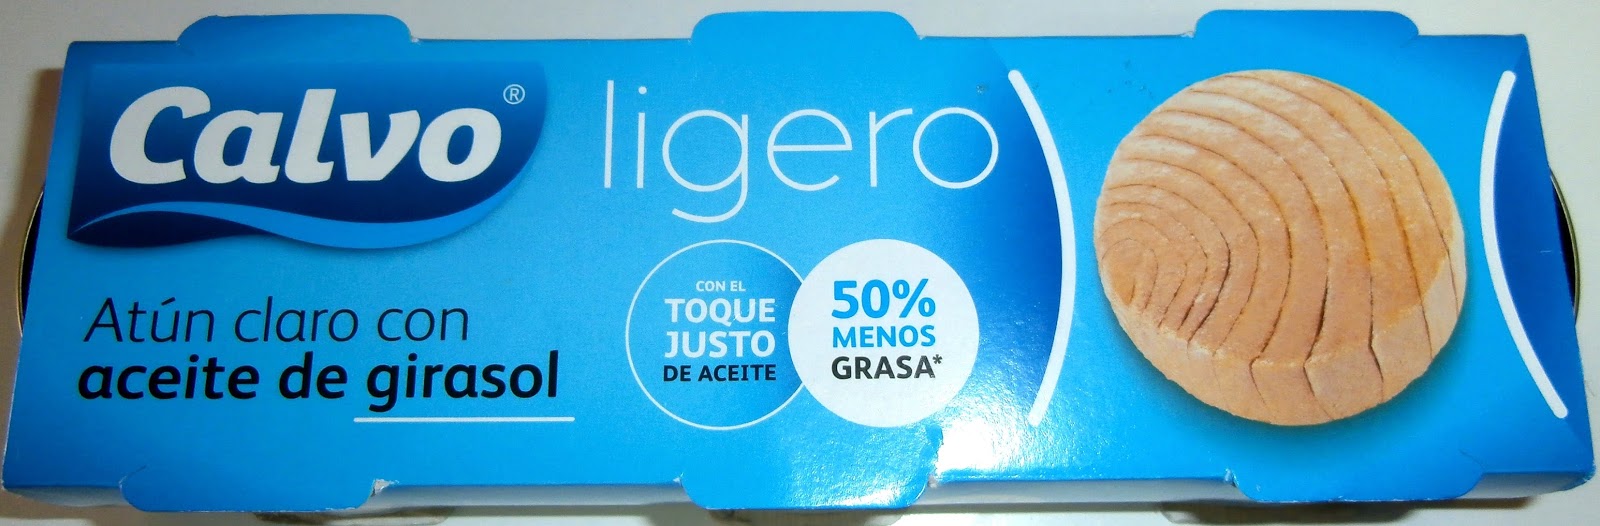 Calvo®
ligero
Atún claro con
aceite de girasol
CON EL
TOQUE
JUSTO
DE ACEITE
50%
MENOS
GRASA*